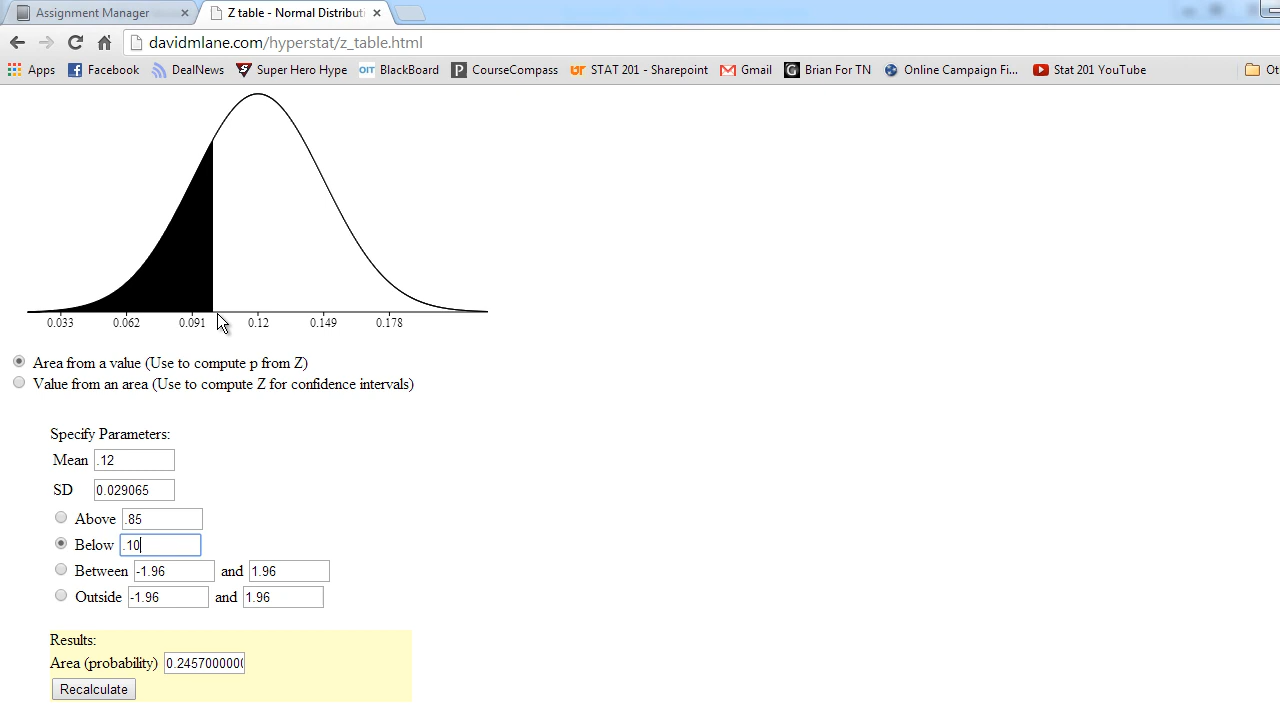 Assignment Manager × Z table - Normal Distributi ×
davidmlane.com/hyperstat/z_table.html
Apps Facebook DealNews Super Hero Hype OIT BlackBoard P CourseCompass UT STAT 201 - Sharepoint Gmail G Brian For TN Online Campaign Fi... Stat 201 YouTube Ot
0.033 0.062 0.091 0.12 0.149 0.178
Area from a value (Use to compute p from Z)
Value from an area (Use to compute Z for confidence intervals)
Specify Parameters:
Mean .12
SD 0.029065
Above .85
Below .10
Between -1.96 and 1.96
Outside -1.96 and 1.96
Results:
Area (probability) 0.245700000
Recalculate